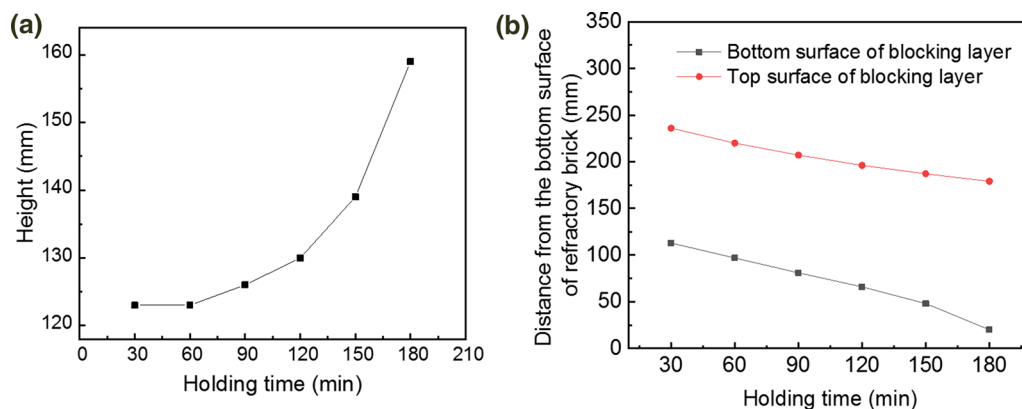 (a)
160
150
140
130
120
Height (mm)
0 30 60 90 120 150 180 210
Holding time (min)
(b)
350
300
250
200
150
100
50
0
Distance from the bottom surface
of refractory brick (mm)
Bottom surface of blocking layer
Top surface of blocking layer
30 60 90 120 150 180
Holding time (min)